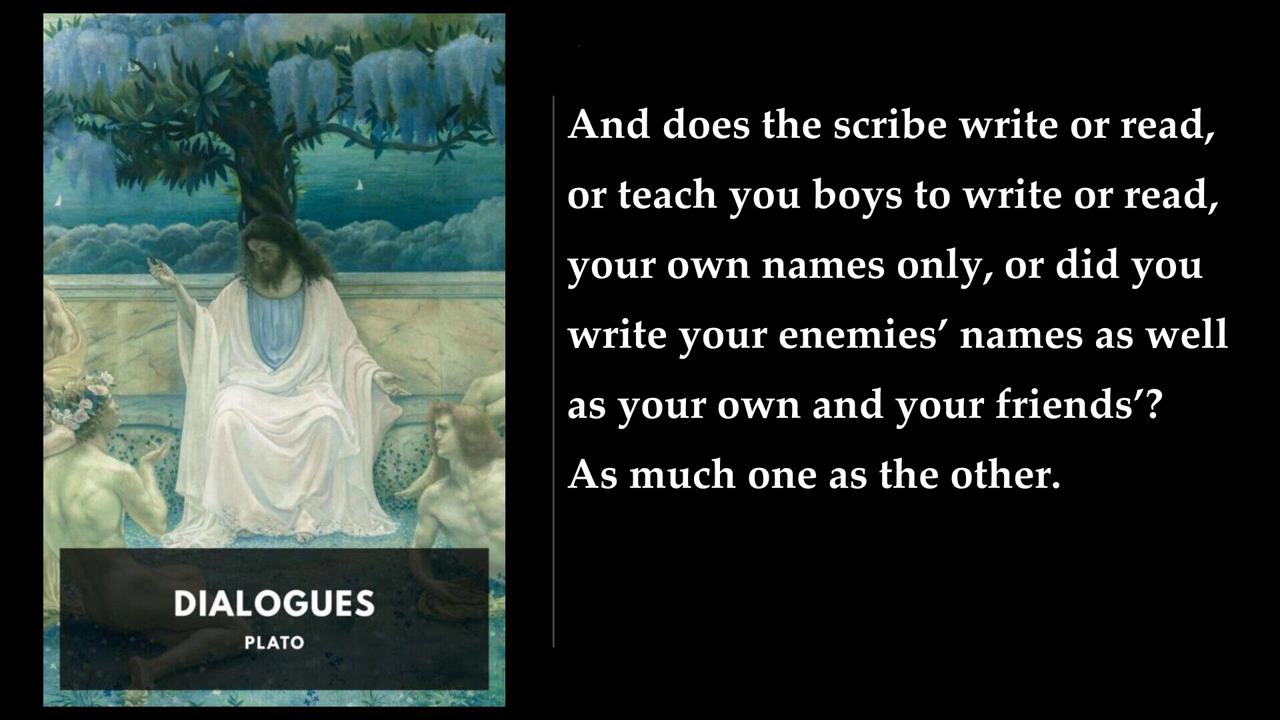 DIALOGUES
PLATO
And does the scribe write or read,
or teach you boys to write or read,
your own names only, or did you
write your enemies’ names as well
as your own and your friends’?
As much one as the other.